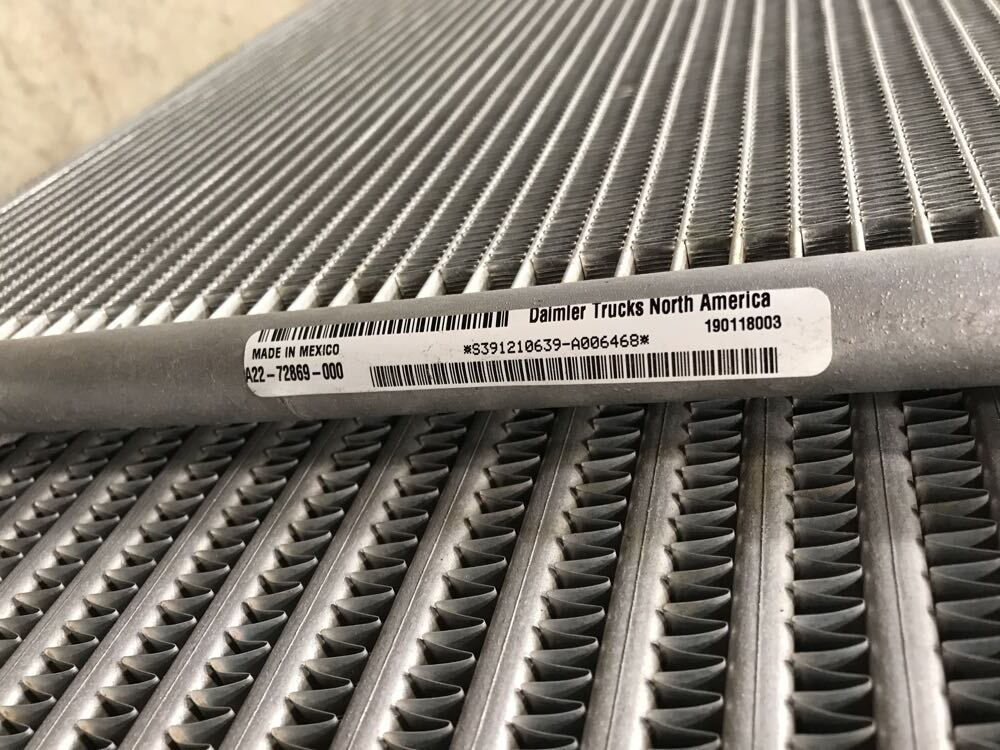 Daimler Trucks North America
190118003
MADE IN MEXICO
*S391210639-A006468*
A22-72869-000